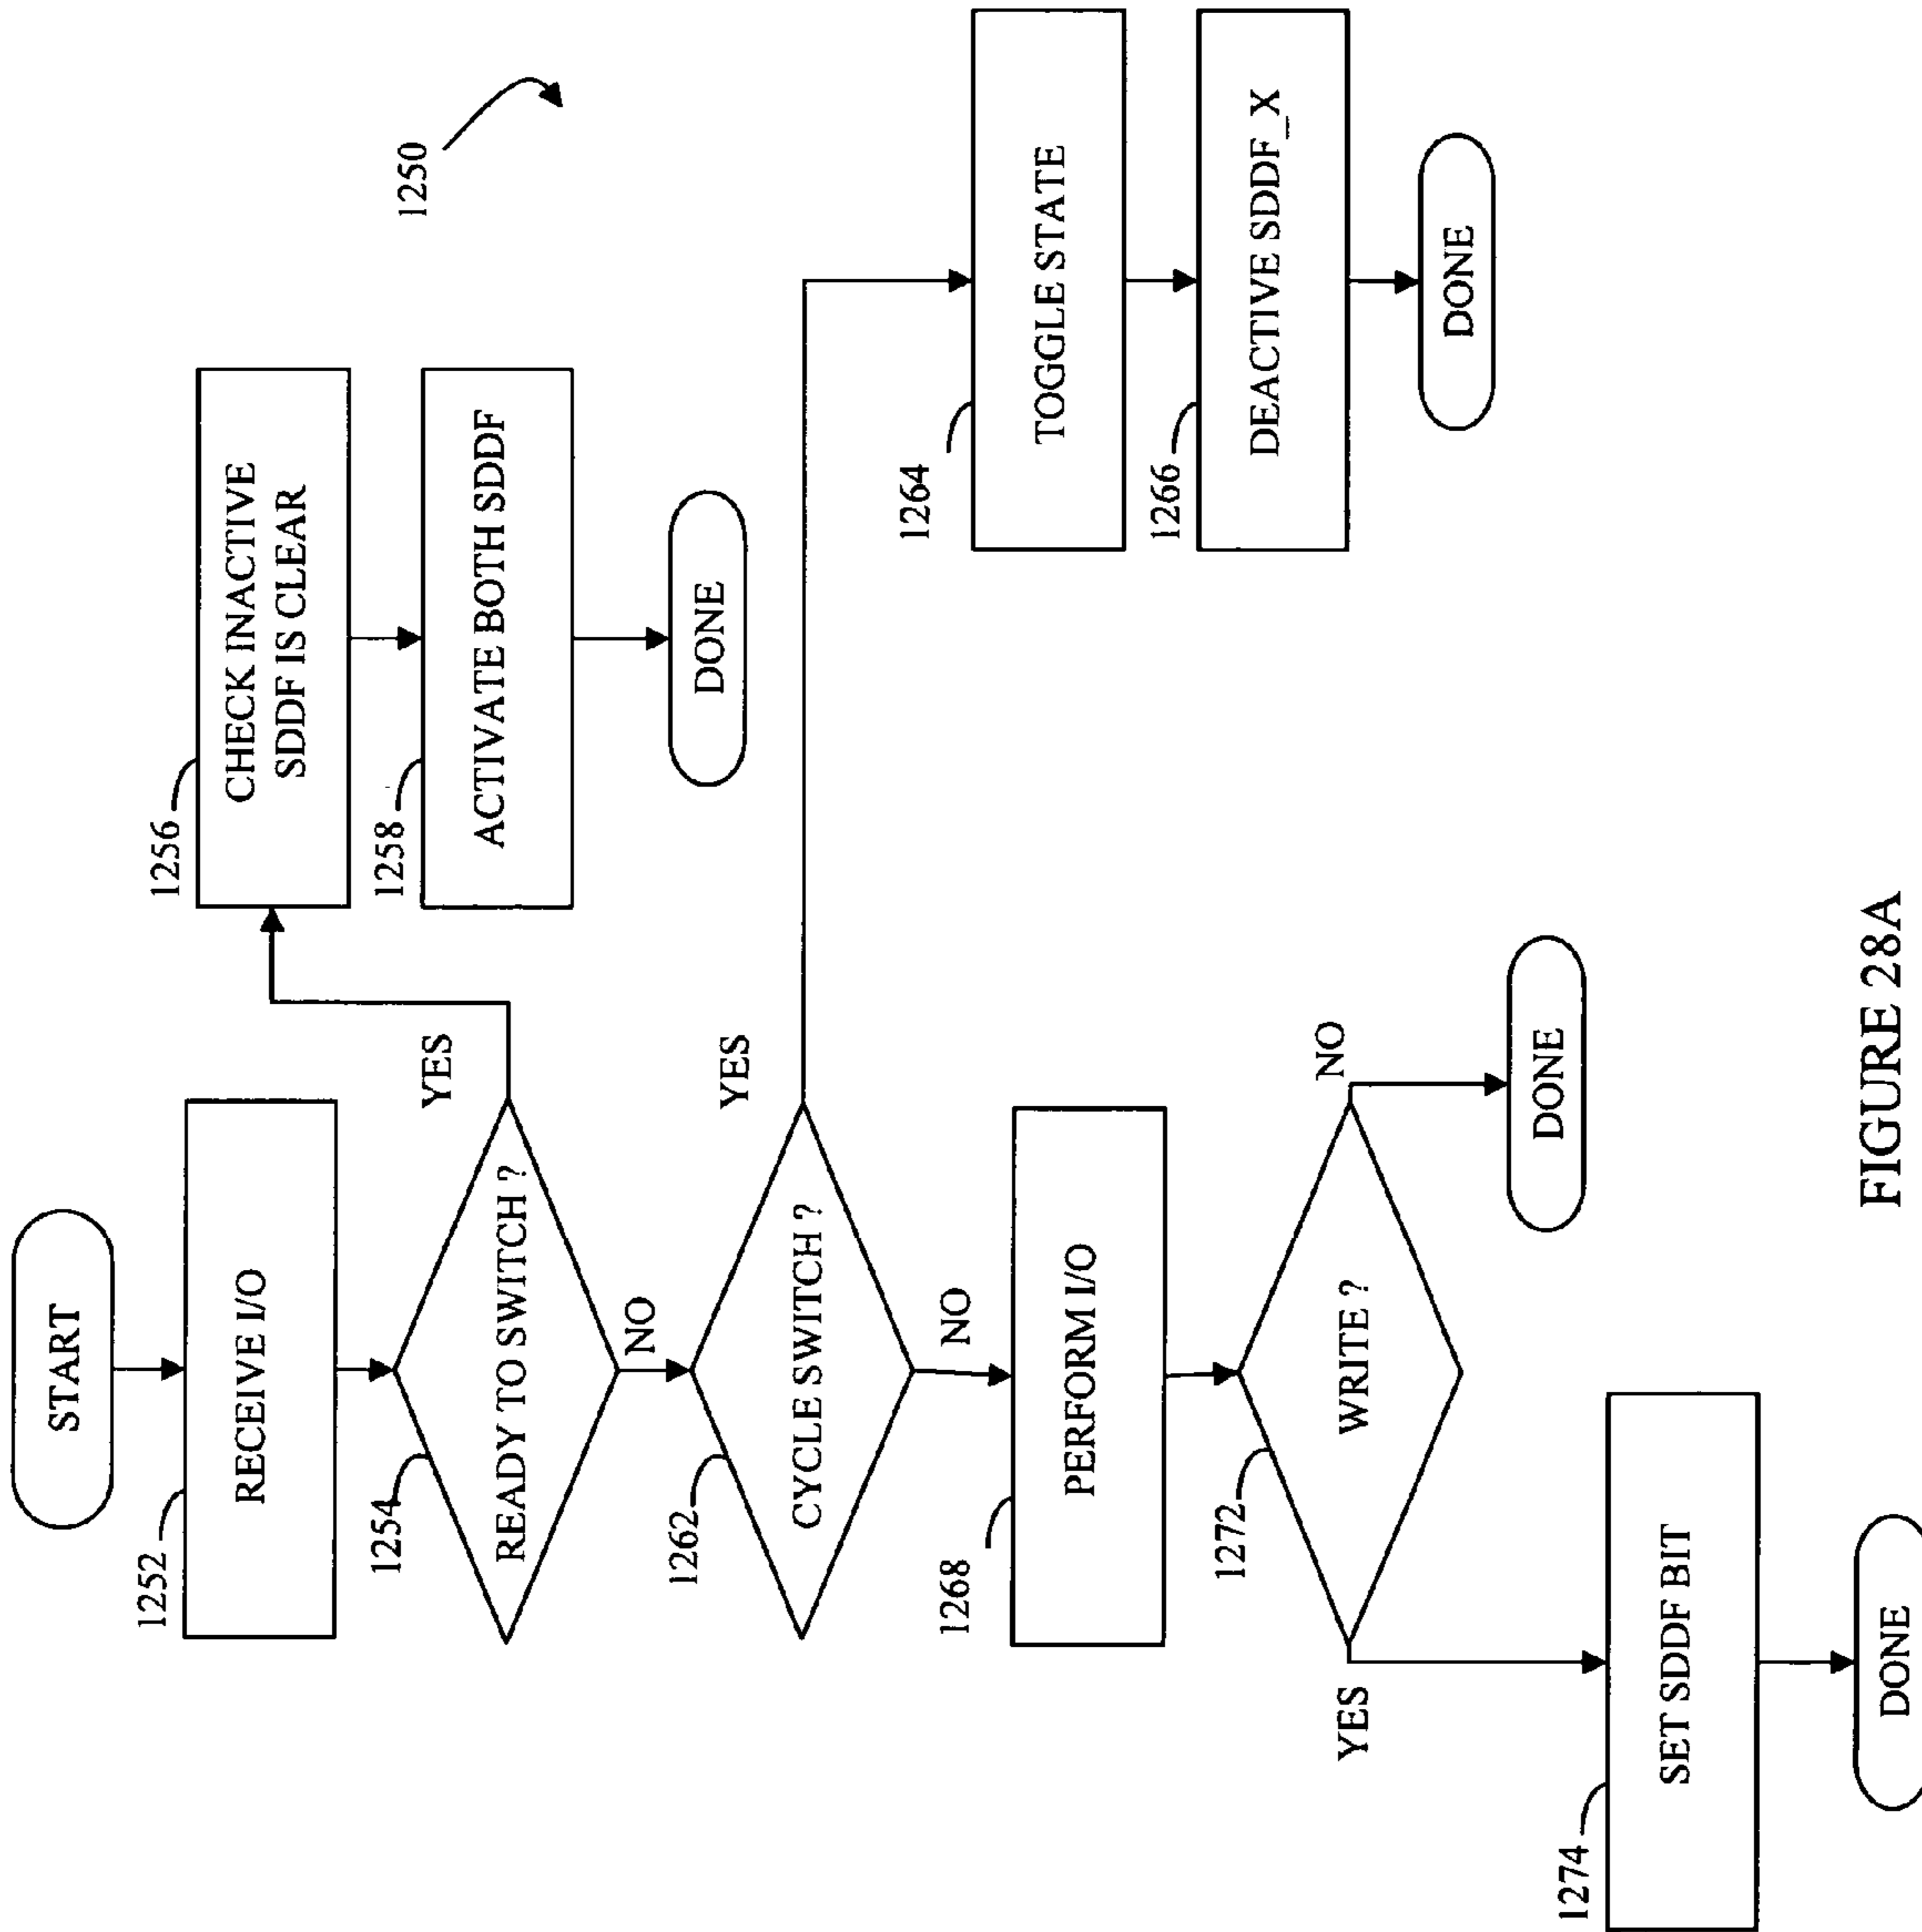 START
1252
RECEIVE I/O
1254
READY TO SWITCH ?
YES
NO
1256
CHECK INACTIVE
SDDF IS CLEAR
1258
ACTIVATE BOTH SDDF
DONE
1250
1262
CYCLE SWITCH ?
YES
NO
1264
TOGGLE STATE
1266
DEACTIVE SDDF_X
DONE
1268
PERFORM I/O
1272
WRITE ?
NO
DONE
YES
1274
SET SDDF BIT
DONE
FIGURE 28A